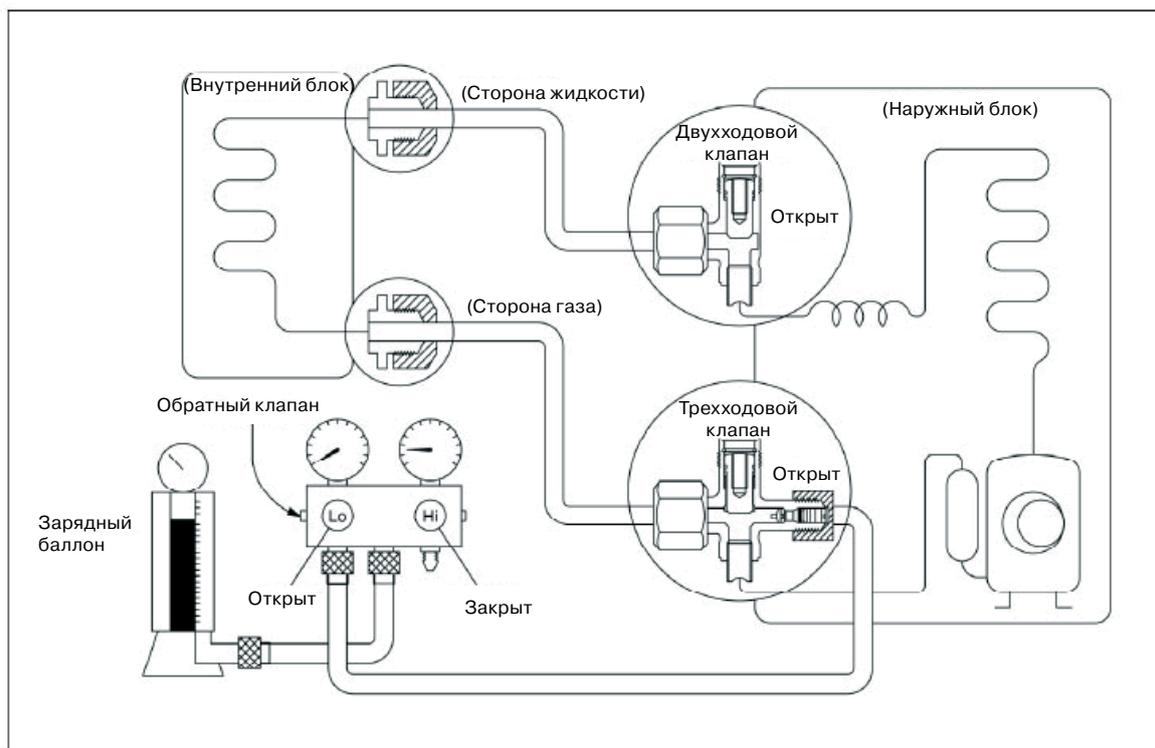 (Внутренний блок)
(Сторона жидкости)
(Наружный блок)
Двухходовой
клапан
Открыт
(Сторона газа)
Обратный клапан
Трехходовой
клапан
Открыт
Зарядный
баллон
Lo
Hi
Открыт
Закрыт